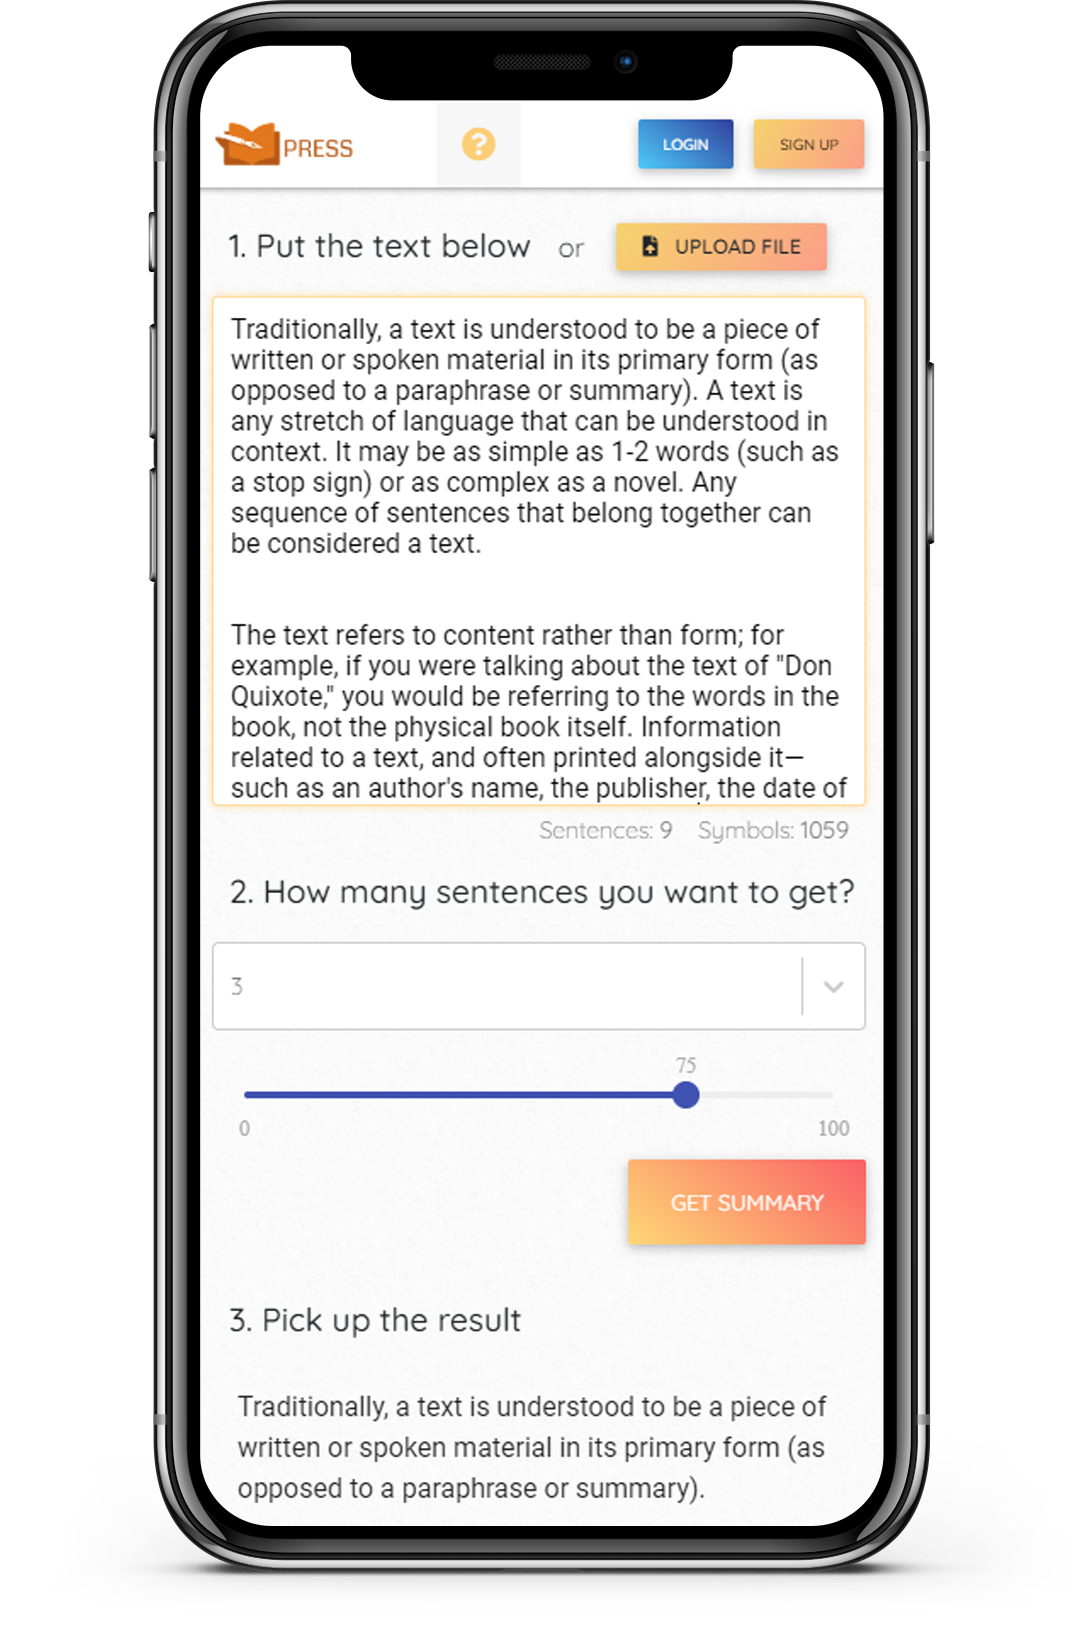 PRESS
?
LOGIN
SIGN UP
1. Put the text below or
UPLOAD FILE
Traditionally, a text is understood to be a piece of
written or spoken material in its primary form (as
opposed to a paraphrase or summary). A text is
any stretch of language that can be understood in
context. It may be as simple as 1-2 words (such as
a stop sign) or as complex as a novel. Any
sequence of sentences that belong together can
be considered a text.
The text refers to content rather than form; for
example, if you were talking about the text of "Don
Quixote," you would be referring to the words in the
book, not the physical book itself. Information
related to a text, and often printed alongside it—
such as an author's name, the publisher, the date of
Sentences: 9 Symbols: 1059
2. How many sentences you want to get?
3
75
0 100
GET SUMMARY
3. Pick up the result
Traditionally, a text is understood to be a piece of
written or spoken material in its primary form (as
opposed to a paraphrase or summary).